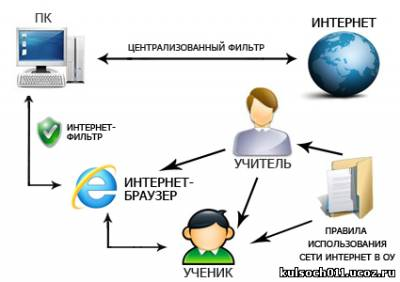 ПК
ИНТЕРНЕТ
ЦЕНТРАЛИЗОВАННЫЙ ФИЛЬТР
ИНТЕРНЕТ-
ФИЛЬТР
УЧИТЕЛЬ
ИНТЕРНЕТ-
БРАУЗЕР
ПРАВИЛА
ИСПОЛЬЗОВАНИЯ
СЕТИ ИНТЕРНЕТ В ОУ
УЧЕНИК
kulsoch011.ucoz.ru